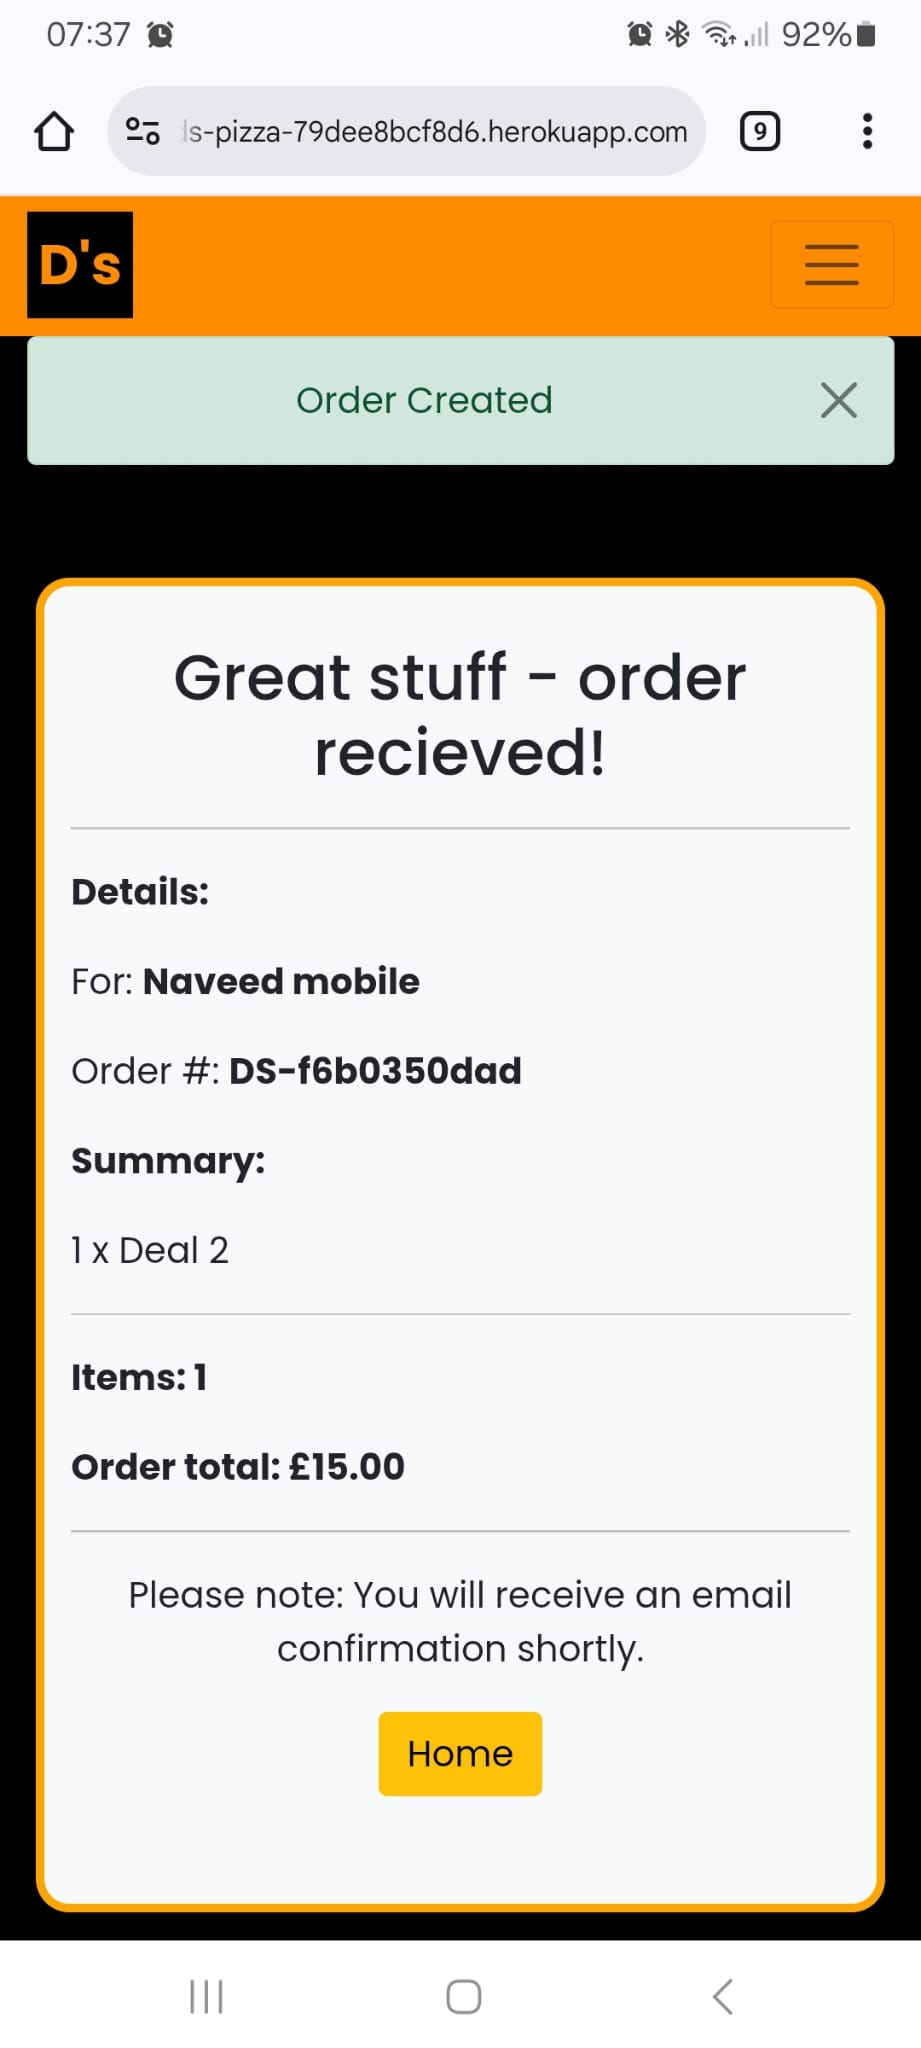 07:37
92%
ds-pizza-79dee8bcf8d6.herokuapp.com
9
D's
Order Created
Great stuff - order
recieved!
Details:
For: Naveed mobile
Order #: DS-f6b0350dad
Summary:
1 x Deal 2
Items: 1
Order total: £15.00
Please note: You will receive an email
confirmation shortly.
Home